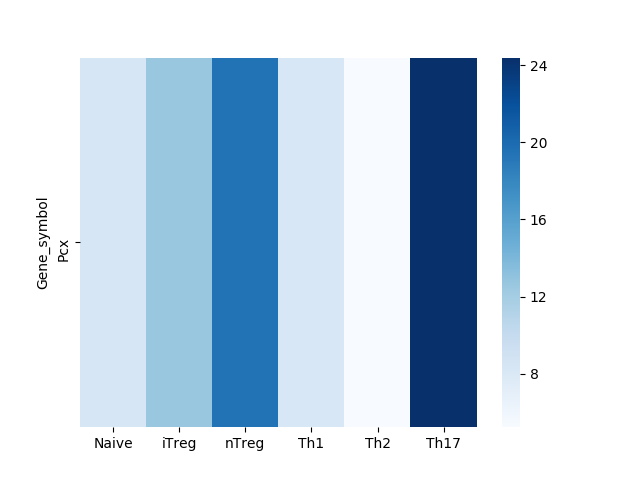 Gene_symbol
Pcx
Naive
iTreg
nTreg
Th1
Th2
Th17
24
20
16
12
8